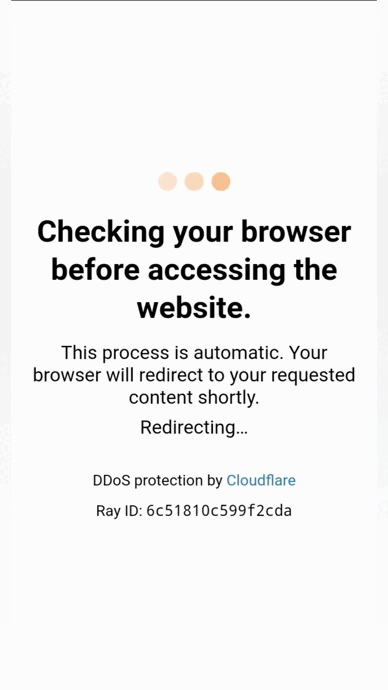 Checking your browser
before accessing the
website.
This process is automatic. Your
browser will redirect to your requested
content shortly.
Redirecting…
DDoS protection by Cloudflare
Ray ID: 6c51810c599f2cda